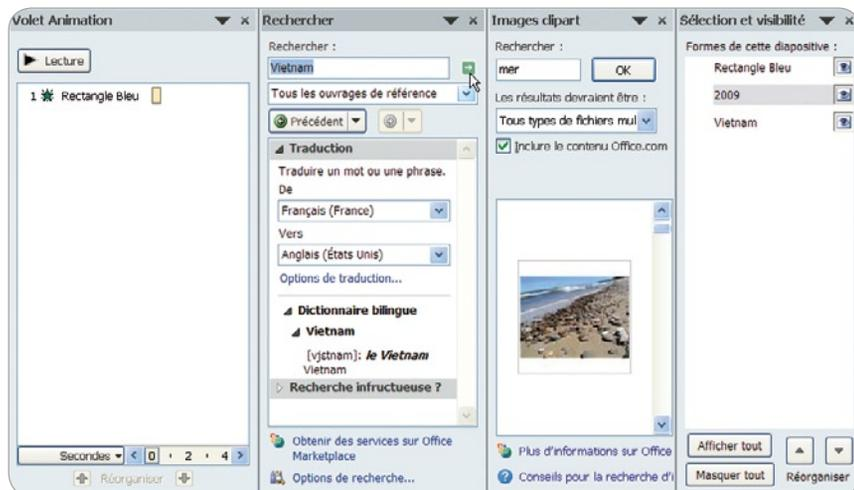 Volet Animation
Lecture
1 Rectangle Bleu
Secondes
0 2 4
Réorganiser
Rechercher
Rechercher :
Vietnam
Tous les ouvrages de référence
Précédent
Traduction
Traduire un mot ou une phrase.
De
Français (France)
Vers
Anglais (États Unis)
Options de traduction...
Dictionnaire bilingue
Vietnam
[vjɛtnam]: le Vietnam
Vietnam
Recherche infructueuse ?
Obtenir des services sur Office
Marketplace
Options de recherche...
Images clipart
Rechercher :
mer OK
Les résultats devraient être :
Tous types de fichiers mul
Inclure le contenu Office.com
Plus d'informations sur Office
Conseils pour la recherche d'i
Sélection et visibilité
Formes de cette diapositive :
Rectangle Bleu
2009
Vietnam
Afficher tout
Masquer tout Réorganiser